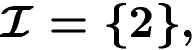 𝓘 = {2},